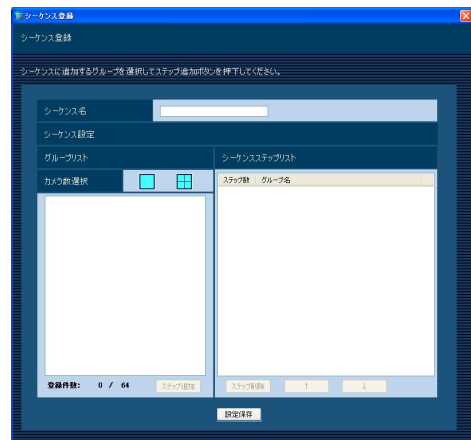 シーケンス登録
シーケンス登録
シーケンスに追加するグループを選択してステップ追加ボタンを押下してください。
シーケンス名
シーケンス設定
グループリスト
シーケンスステップリスト
カメラ数選択
ステップ数 グループ名
登録件数: 0 / 64 ステップ追加
ステップ削除 ↑ ↓
設定保存